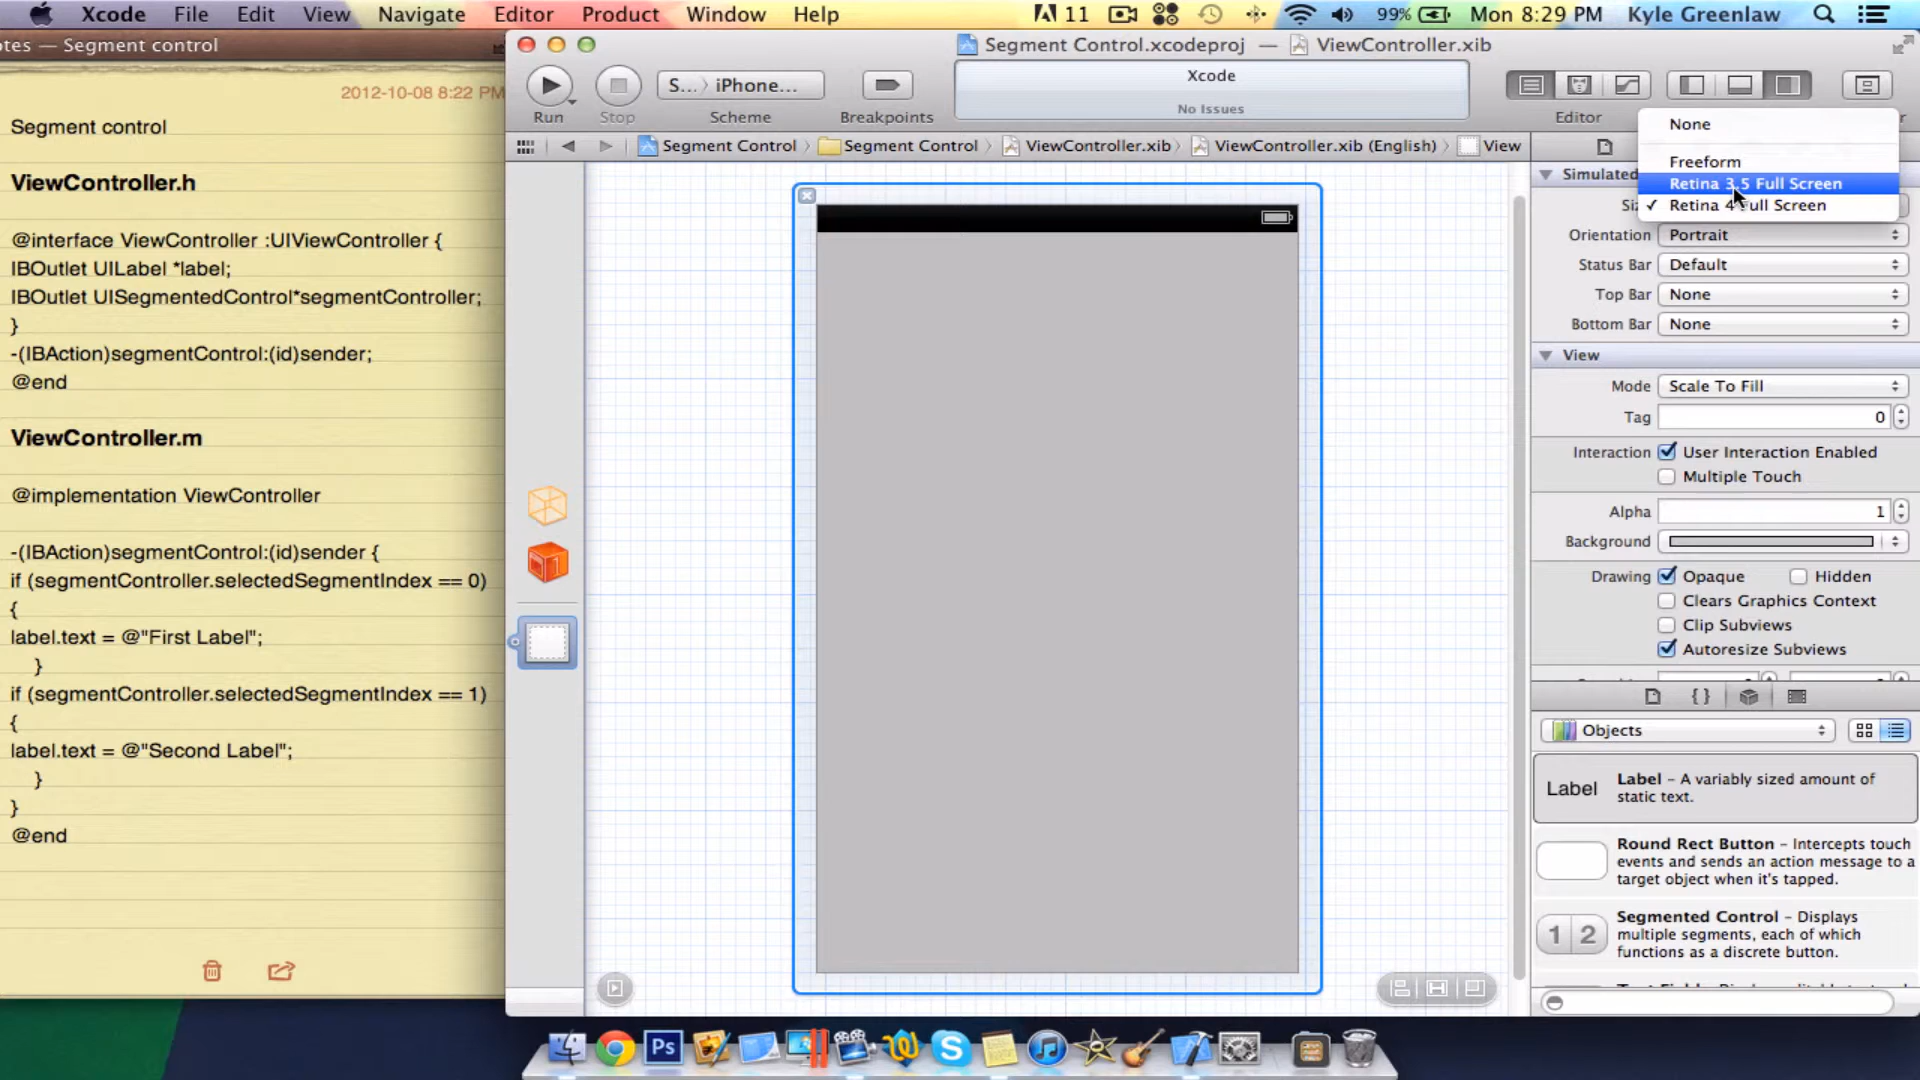 Xcode File Edit View Navigate Editor Product Window Help
11 99% Mon 8:29 PM Kyle Greenlaw
otes — Segment control
2012-10-08 8:22 PM
Segment control
ViewController.h
@interface ViewController :UIViewController {
IBOutlet UILabel *label;
IBOutlet UISegmentedControl*segmentController;
}
-(IBAction)segmentControl:(id)sender;
@end
ViewController.m
@implementation ViewController
-(IBAction)segmentControl:(id)sender {
if (segmentController.selectedSegmentIndex == 0)
{
label.text = @"First Label";
}
if (segmentController.selectedSegmentIndex == 1)
{
label.text = @"Second Label";
}
}
@end
Segment Control.xcodeproj — ViewController.xib
S... iPhone...
Xcode
No Issues
Run Stop Scheme Breakpoints Editor
Segment Control Segment Control ViewController.xib ViewController.xib (English) View
None
Freeform
Retina 3.5 Full Screen
✓ Retina 4 Full Screen
Simulated
Orientation Portrait
Status Bar Default
Top Bar None
Bottom Bar None
View
Mode Scale To Fill
Tag 0
Interaction User Interaction Enabled
Multiple Touch
Alpha 1
Background
Drawing Opaque Hidden
Clears Graphics Context
Clip Subviews
Autoresize Subviews
{ }
Objects
Label
Label – A variably sized amount of
static text.
Round Rect Button – Intercepts touch
events and sends an action message to a
target object when it's tapped.
1 2
Segmented Control – Displays
multiple segments, each of which
functions as a discrete button.
Ps